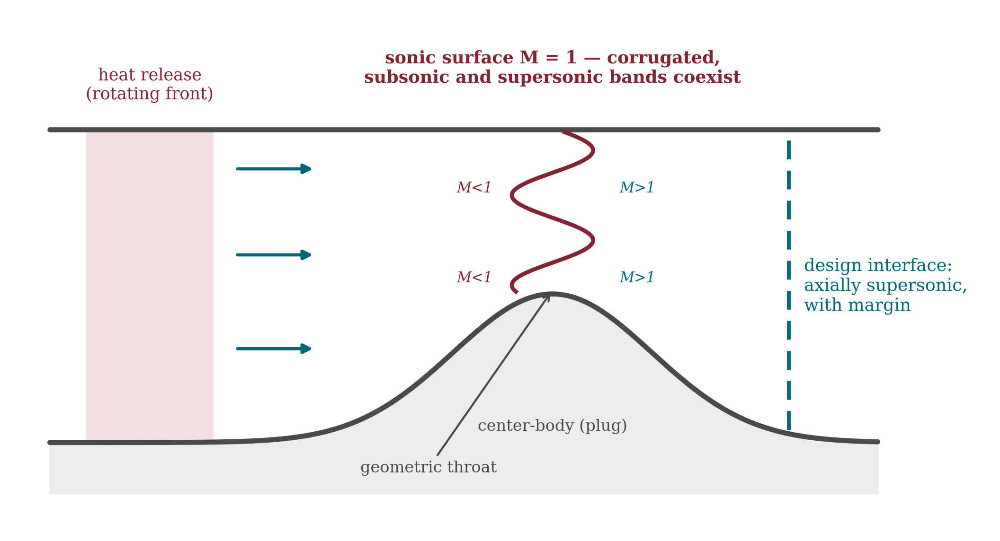 sonic surface M = 1 — corrugated,
subsonic and supersonic bands coexist
heat release
(rotating front)
M<1
M>1
M<1
M>1
design interface:
axially supersonic,
with margin
center-body (plug)
geometric throat